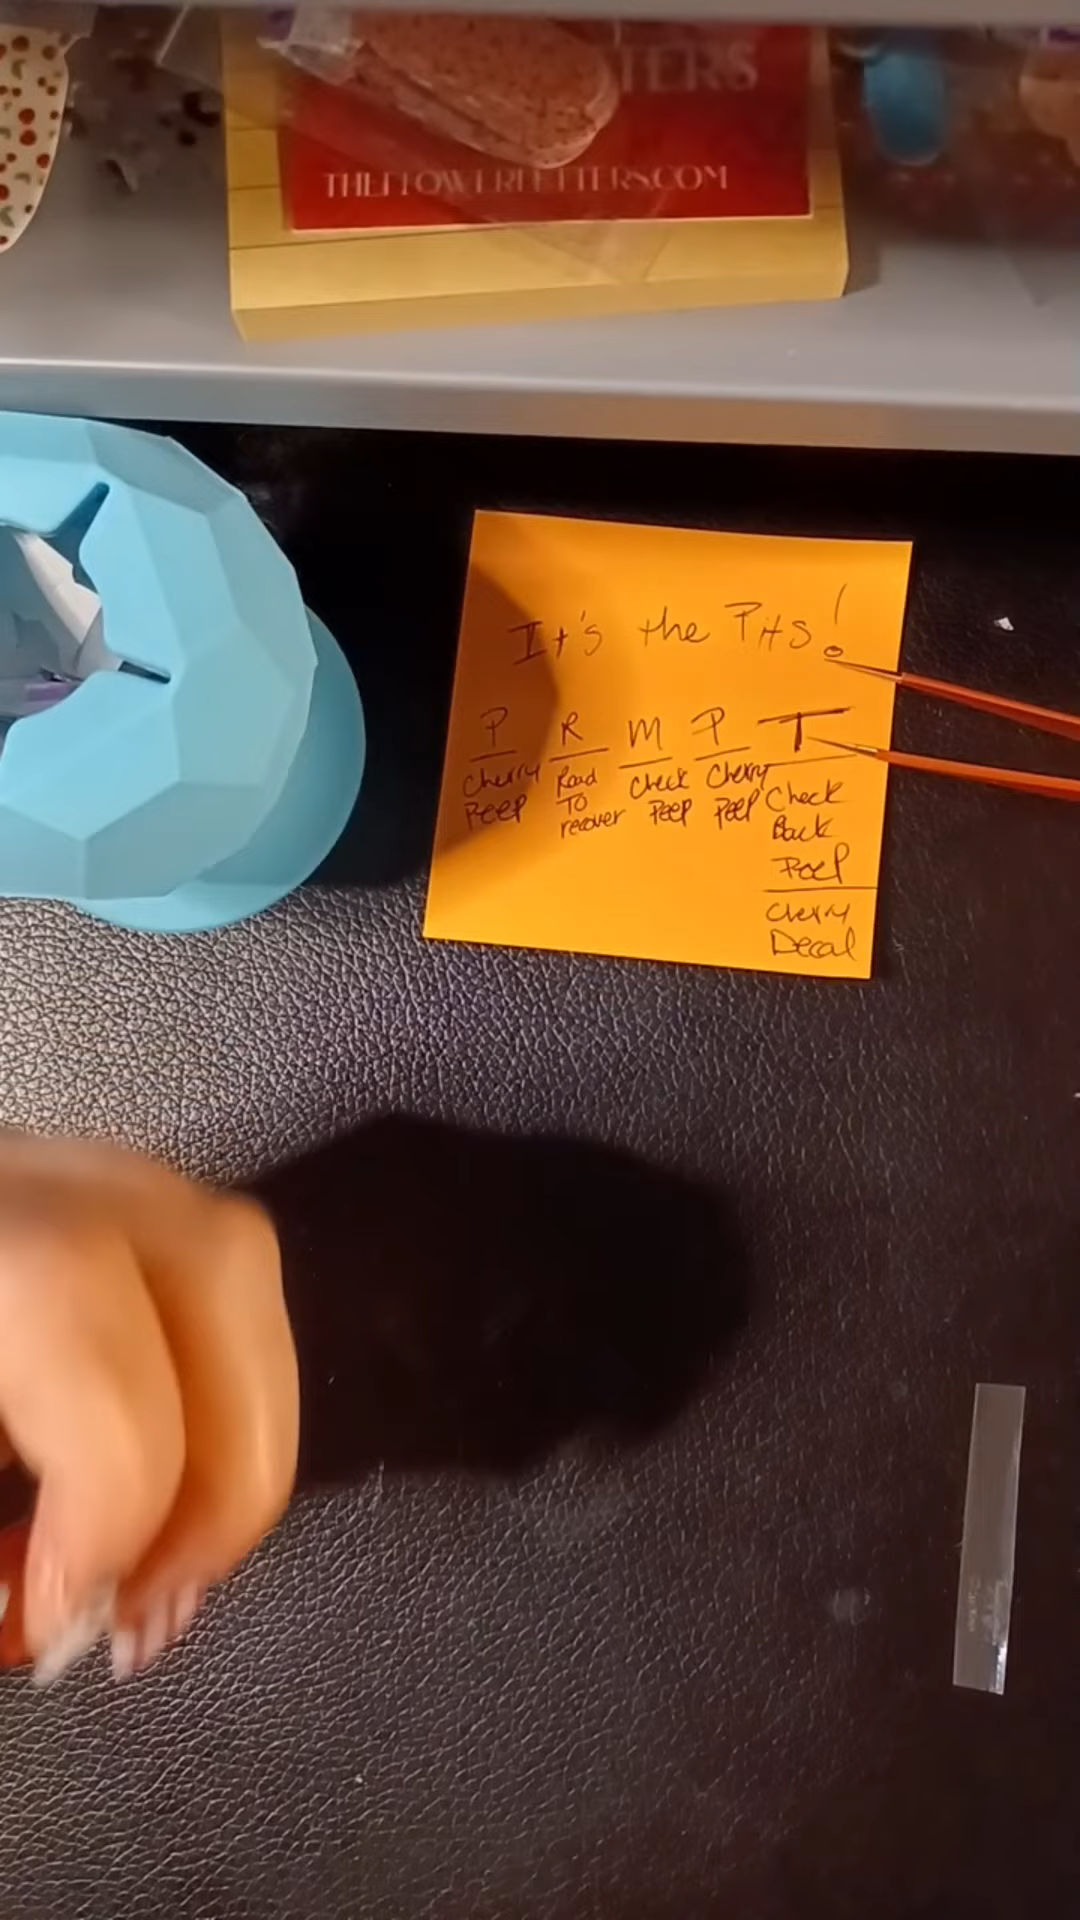 TERS
THEFLOWERLETTERS.COM
It's the Pits!
P R M P T
Cherry Peep
Road To recover
Check Peep
Cherry Peel
Check Back Peel
Cherry Decal